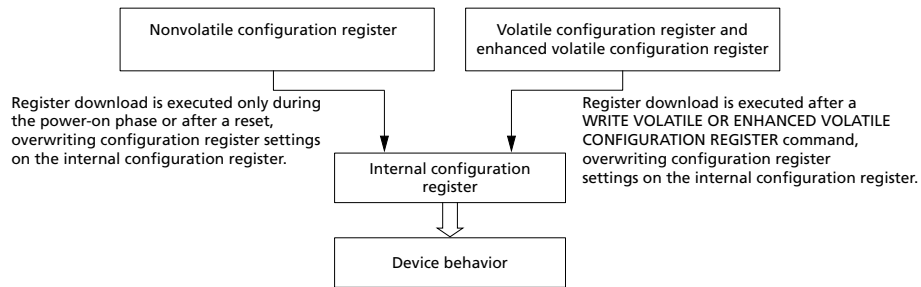 Nonvolatile configuration register
Volatile configuration register and
enhanced volatile configuration register
Register download is executed only during
the power-on phase or after a reset,
overwriting configuration register settings
on the internal configuration register.
Register download is executed after a
WRITE VOLATILE OR ENHANCED VOLATILE
CONFIGURATION REGISTER command,
overwriting configuration register
settings on the internal configuration register.
Internal configuration
register
Device behavior